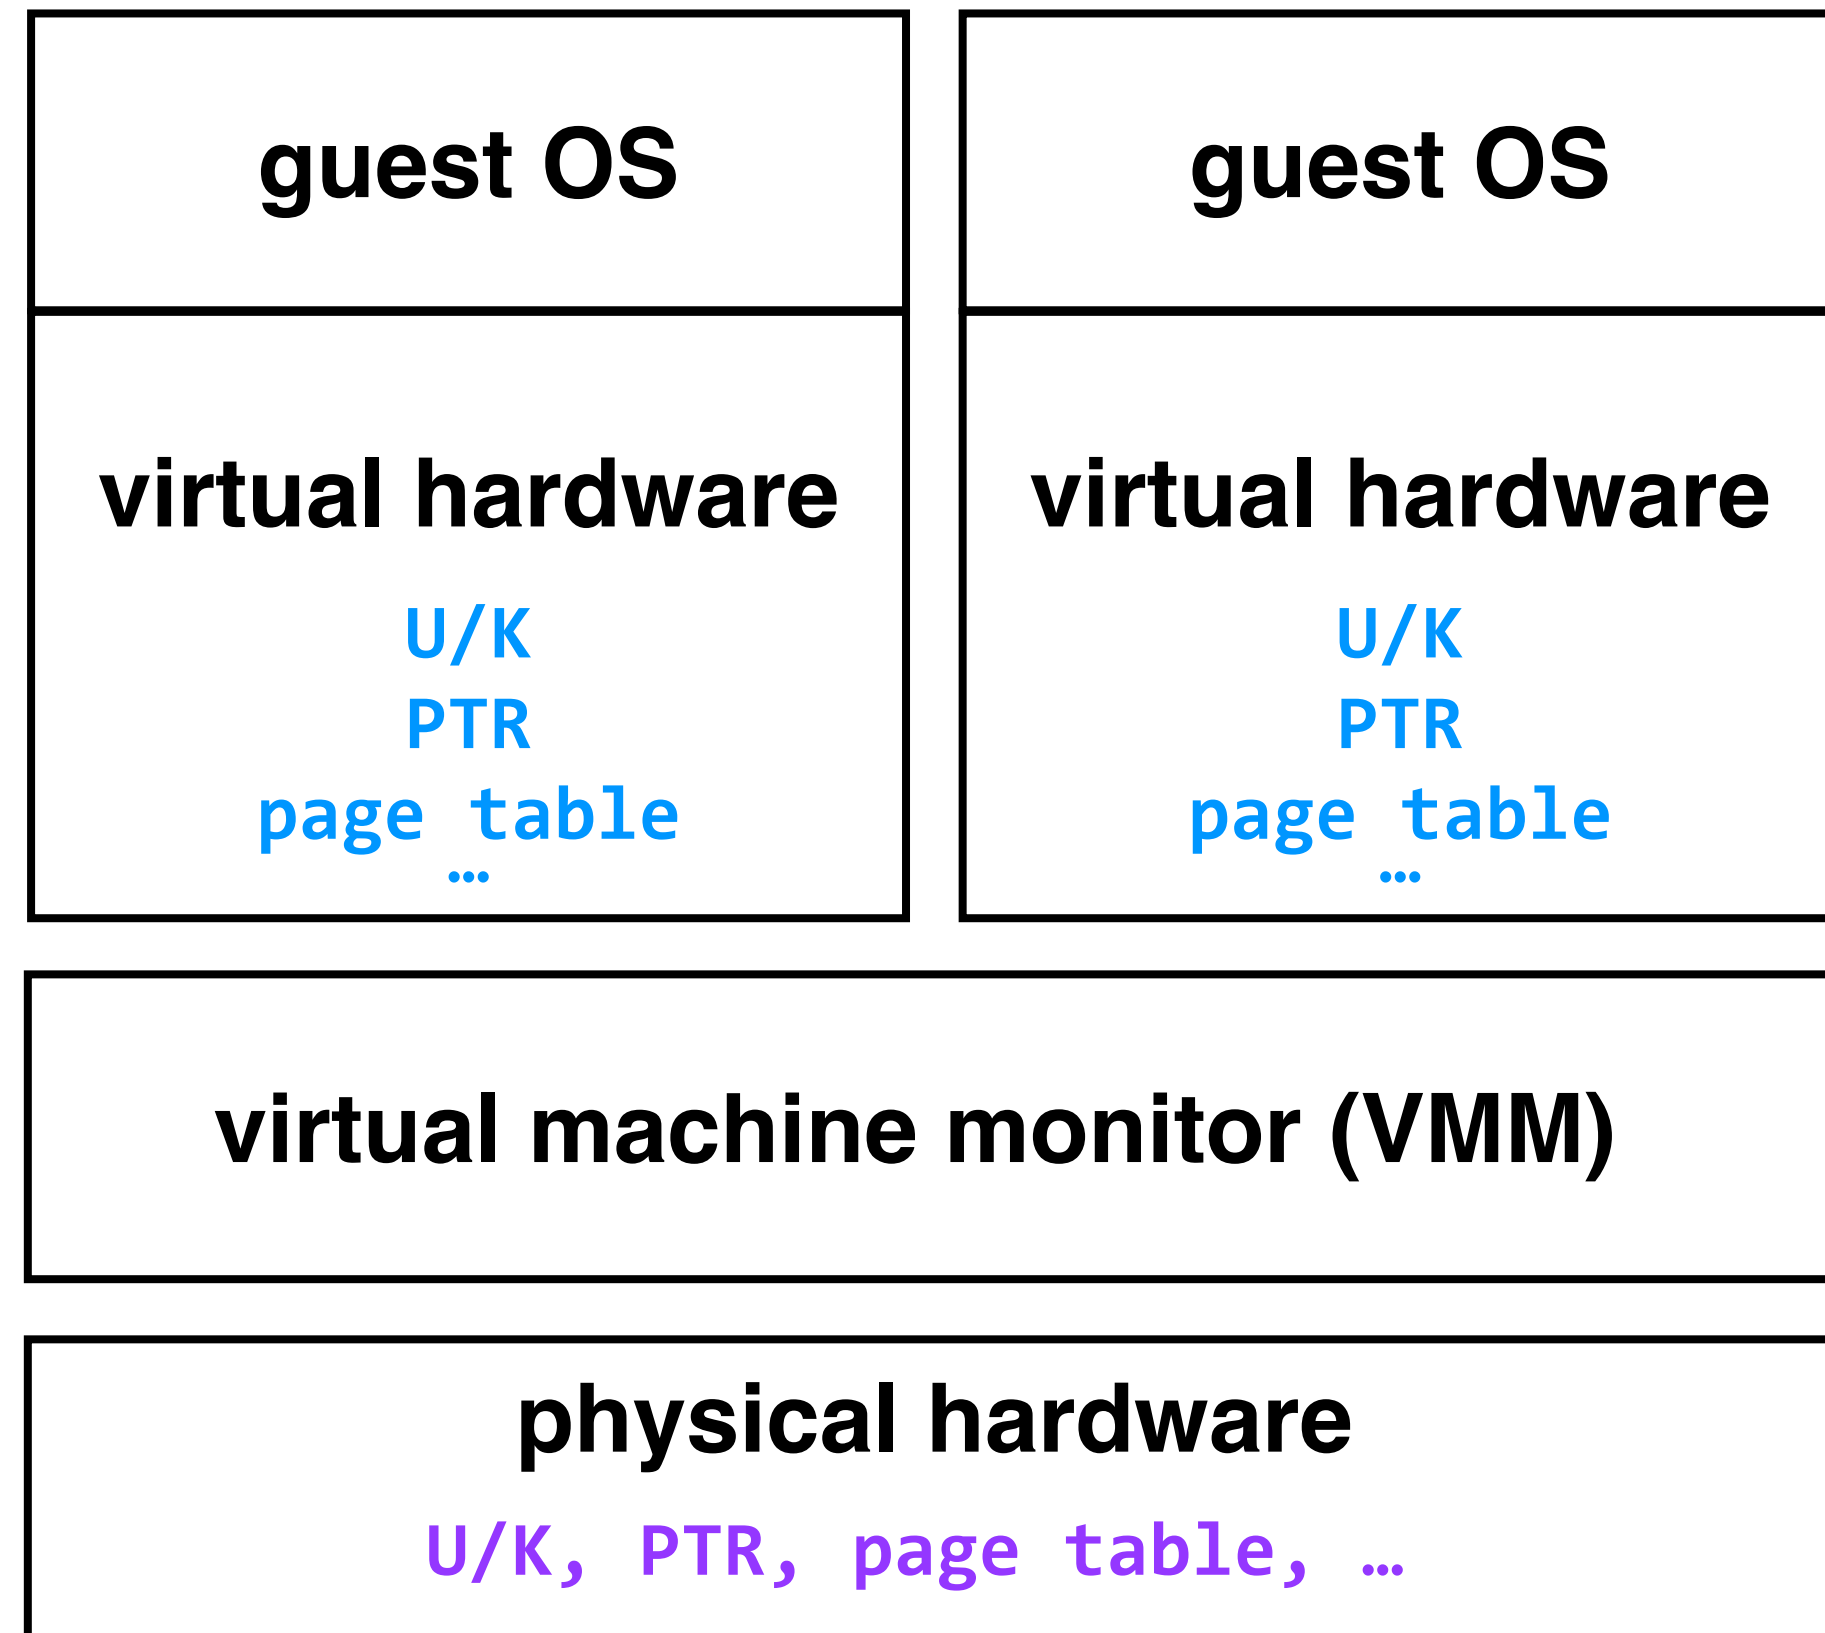 guest OS
guest OS
virtual hardware
U/K
PTR
page table
…
virtual hardware
U/K
PTR
page table
…
virtual machine monitor (VMM)
physical hardware
U/K, PTR, page table, …